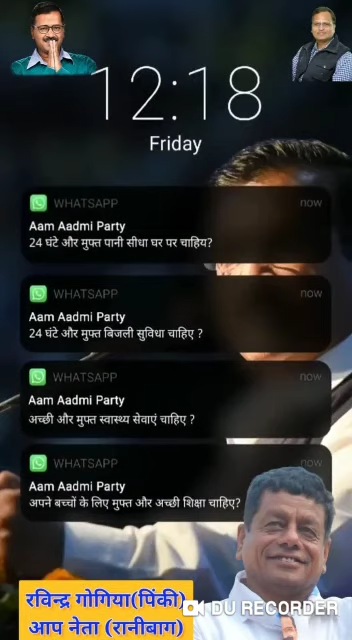 12:18
Friday
WHATSAPP now
Aam Aadmi Party
24 घंटे और मुफ्त पानी सीधा घर पर चाहिय?
WHATSAPP now
Aam Aadmi Party
24 घंटे और मुफ्त बिजली सुविधा चाहिए ?
WHATSAPP now
Aam Aadmi Party
अच्छी और मुफ्त स्वास्थ्य सेवाएं चाहिए ?
WHATSAPP now
Aam Aadmi Party
अपने बच्चों के लिए मुफ्त और अच्छी शिक्षा चाहिए?
रविन्द्र गोगिया(पिंकी)
आप नेता (रानीबाग)
DU RECORDER